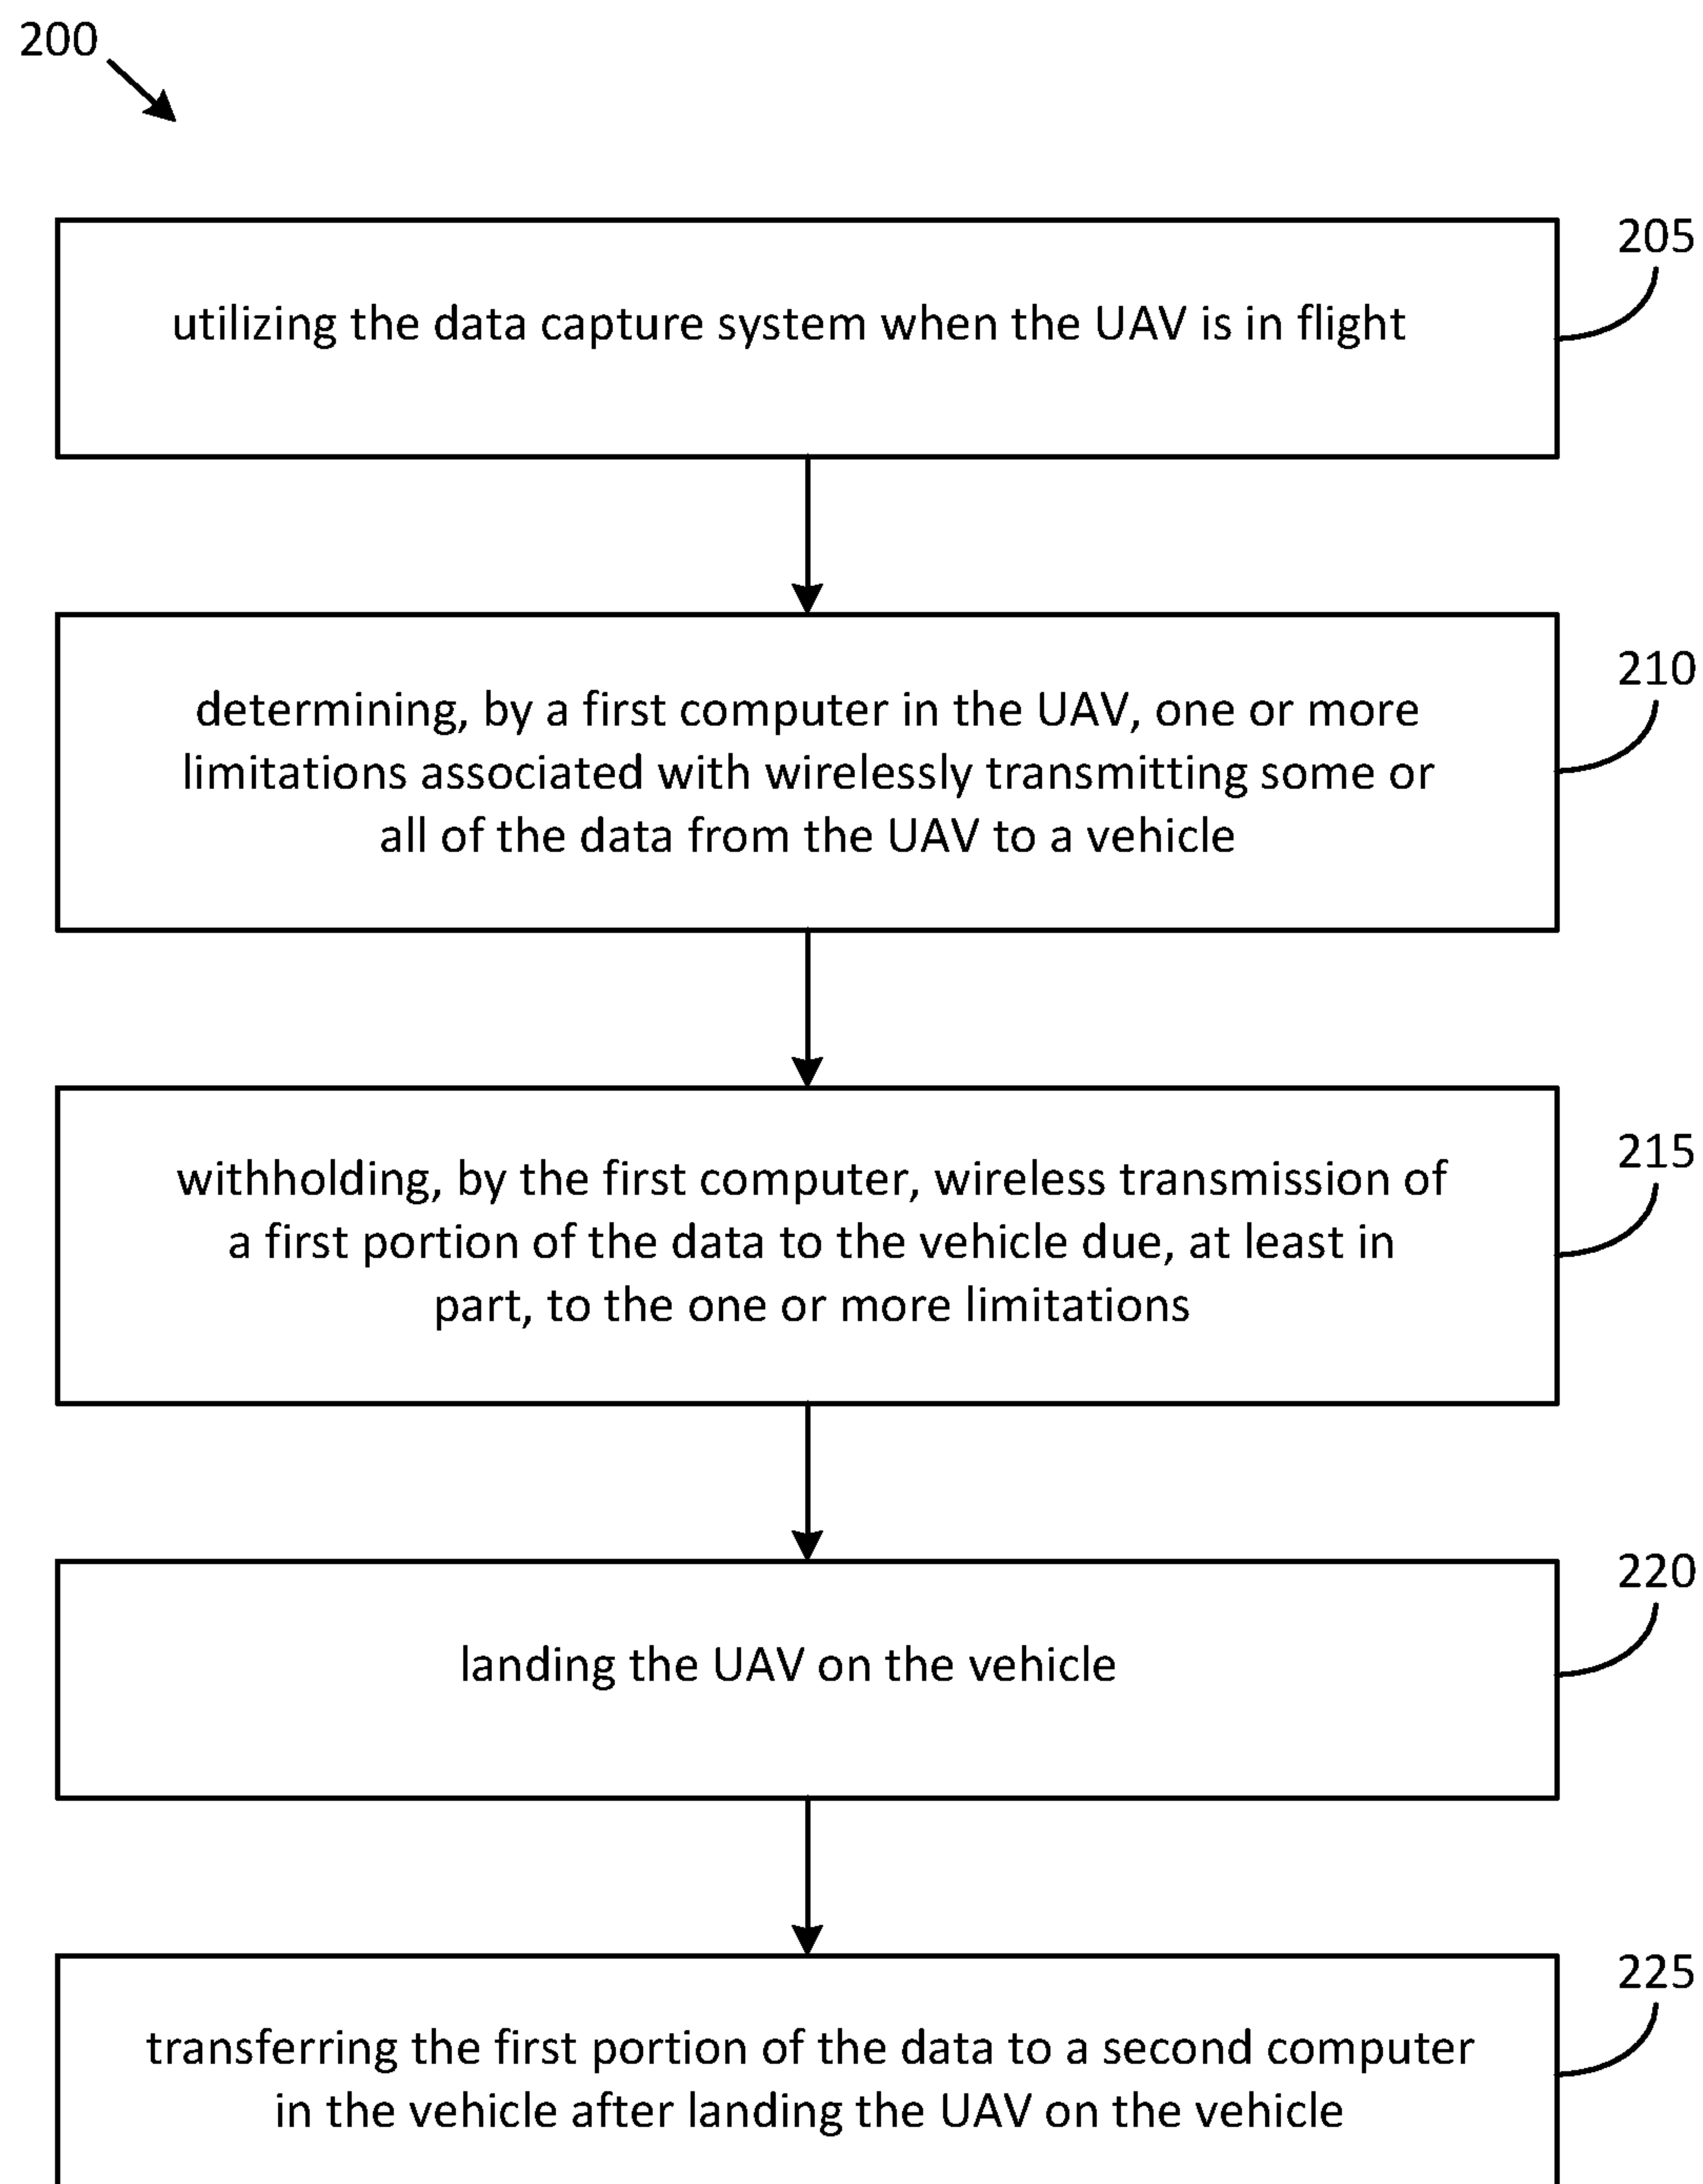 200
205
utilizing the data capture system when the UAV is in flight
210
determining, by a first computer in the UAV, one or more
limitations associated with wirelessly transmitting some or
all of the data from the UAV to a vehicle
215
withholding, by the first computer, wireless transmission of
a first portion of the data to the vehicle due, at least in
part, to the one or more limitations
220
landing the UAV on the vehicle
225
transferring the first portion of the data to a second computer
in the vehicle after landing the UAV on the vehicle